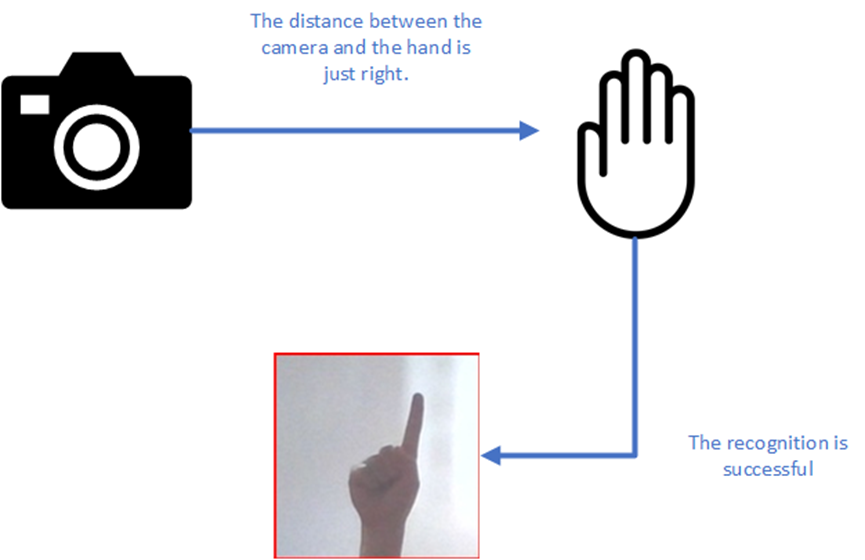 The distance between the
camera and the hand is
just right.
The recognition is
successful